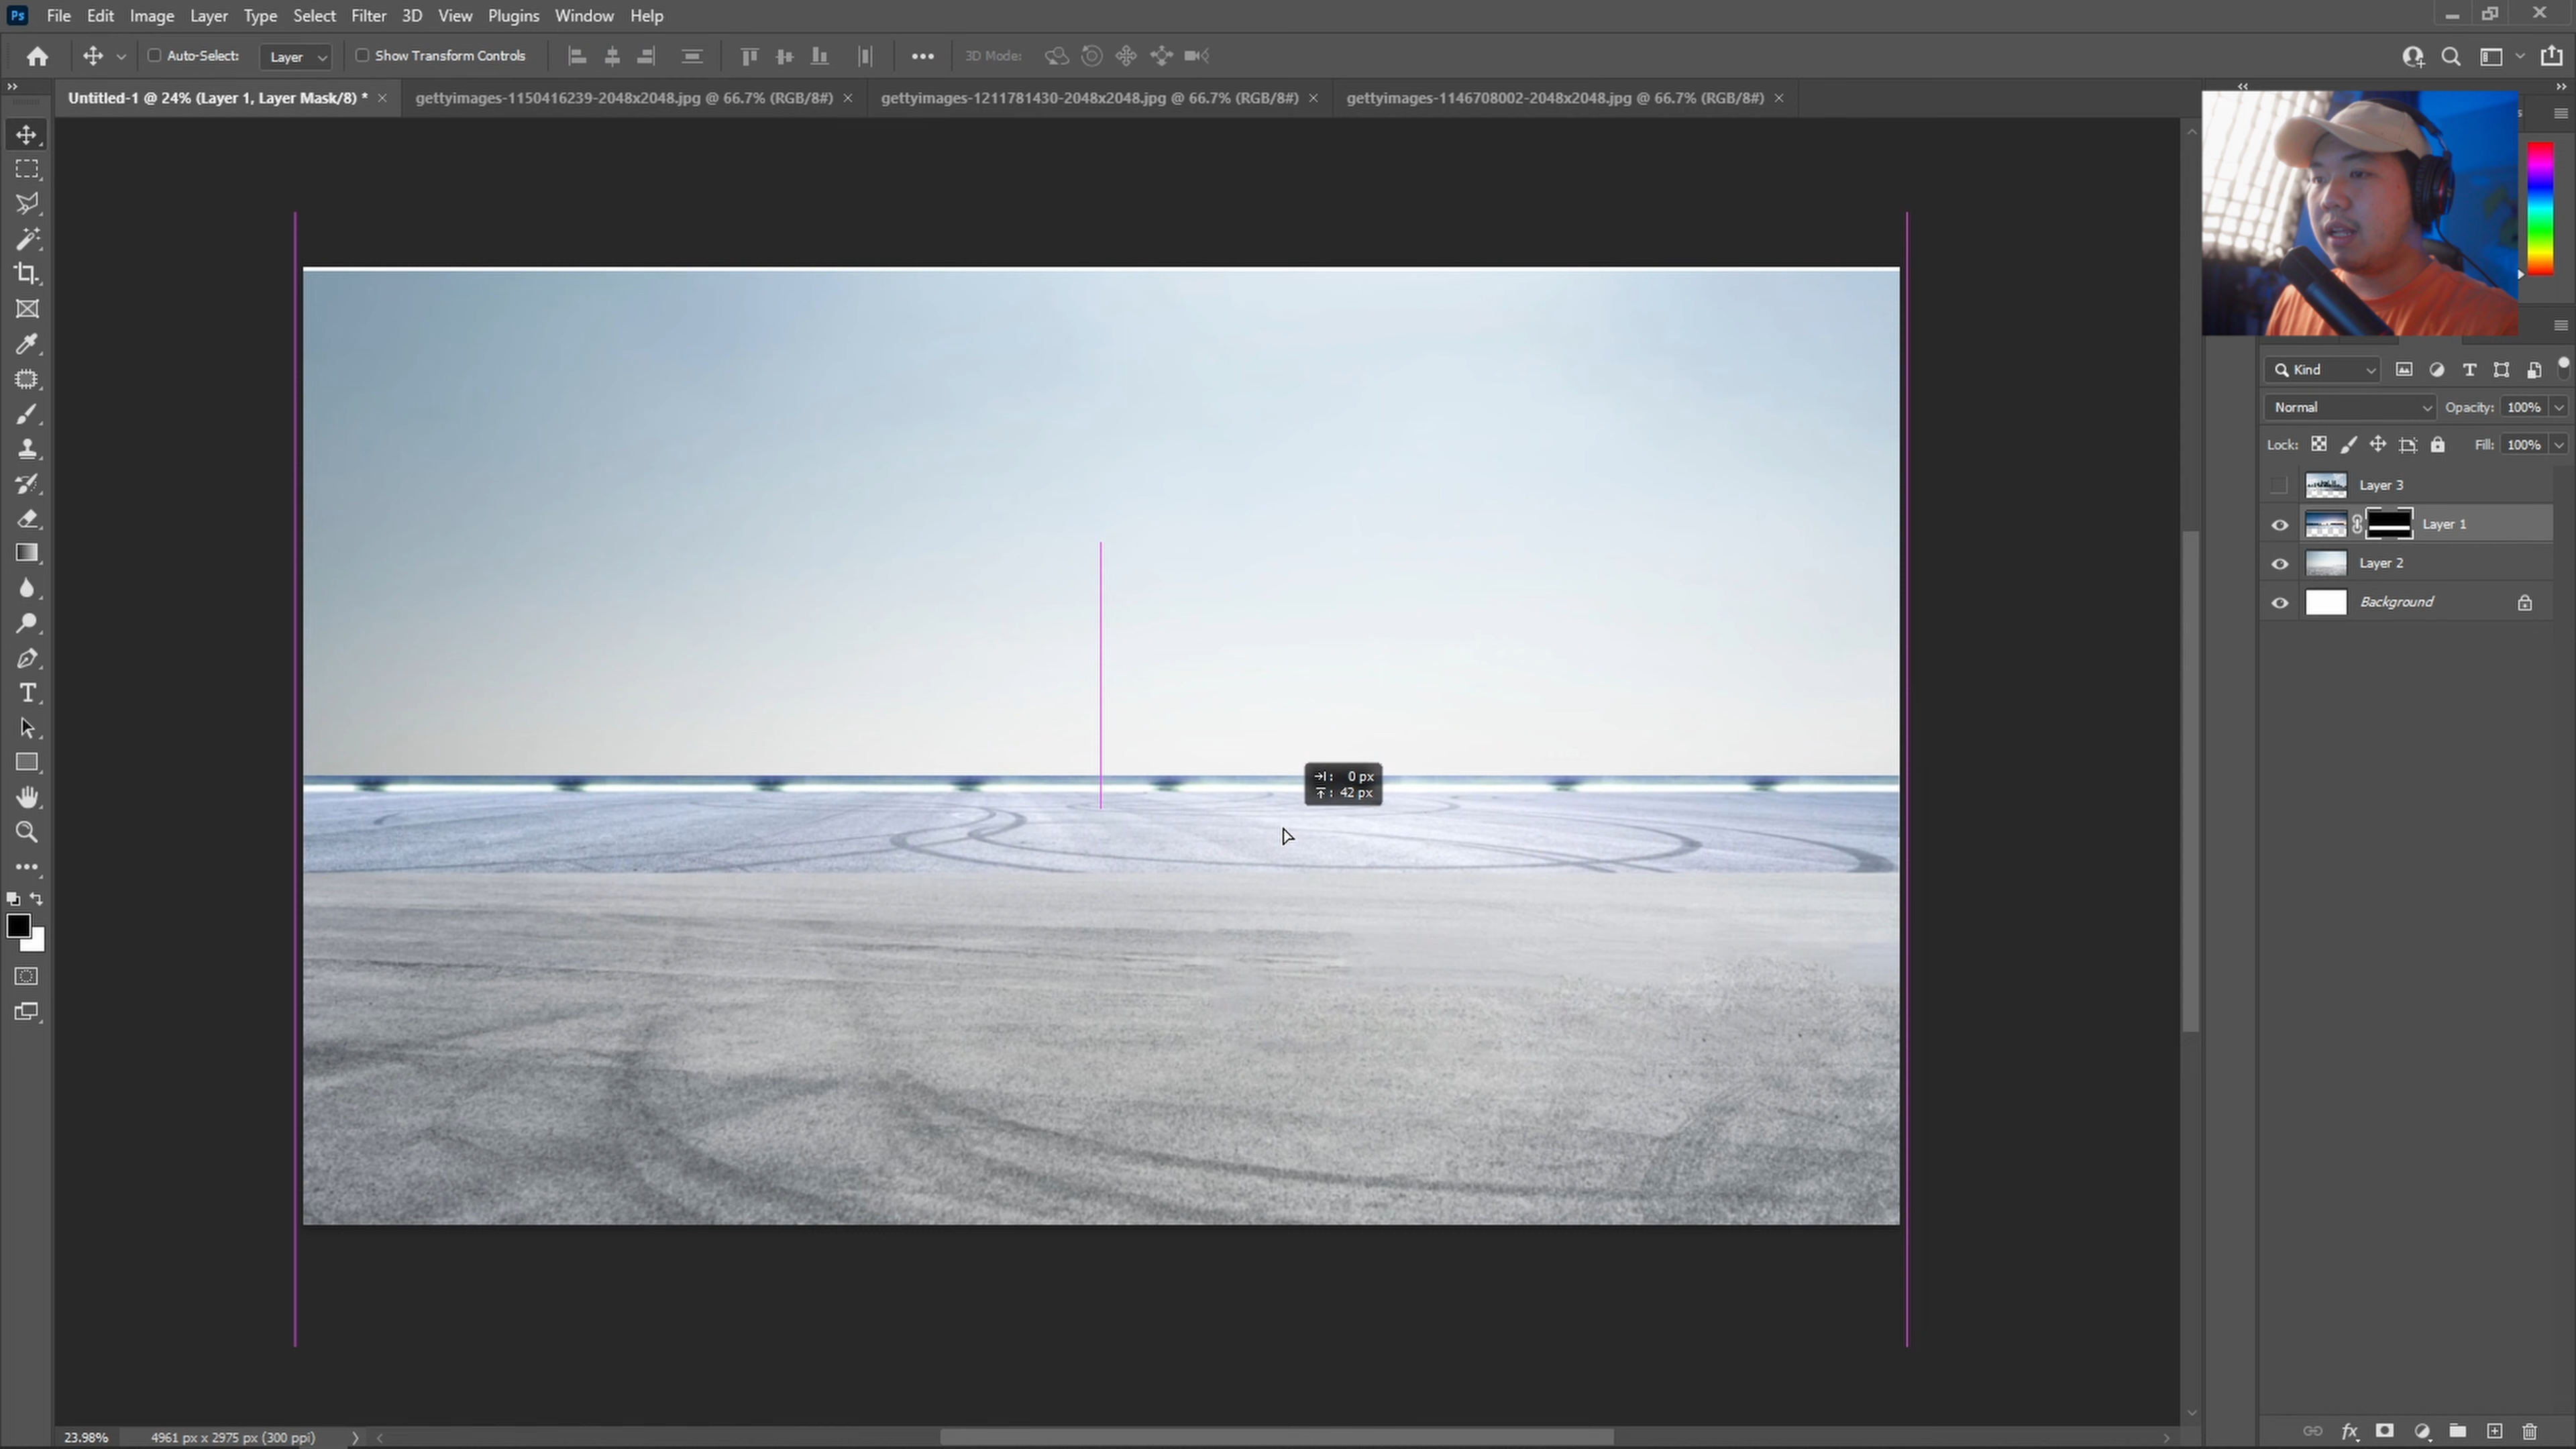 Ps File Edit Image Layer Type Select Filter 3D View Plugins Window Help
Auto-Select: Layer Show Transform Controls 3D Mode:
Untitled-1 @ 24% (Layer 1, Layer Mask/8) * gettyimages-1150416239-2048x2048.jpg @ 66.7% (RGB/8#) gettyimages-1211781430-2048x2048.jpg @ 66.7% (RGB/8#) gettyimages-1146708002-2048x2048.jpg @ 66.7% (RGB/8#)
Kind
Normal Opacity: 100%
Lock: Fill: 100%
Layer 3
Layer 1
Layer 2
Background
: 0 px
: 42 px
23.98% 4961 px x 2975 px (300 ppi)